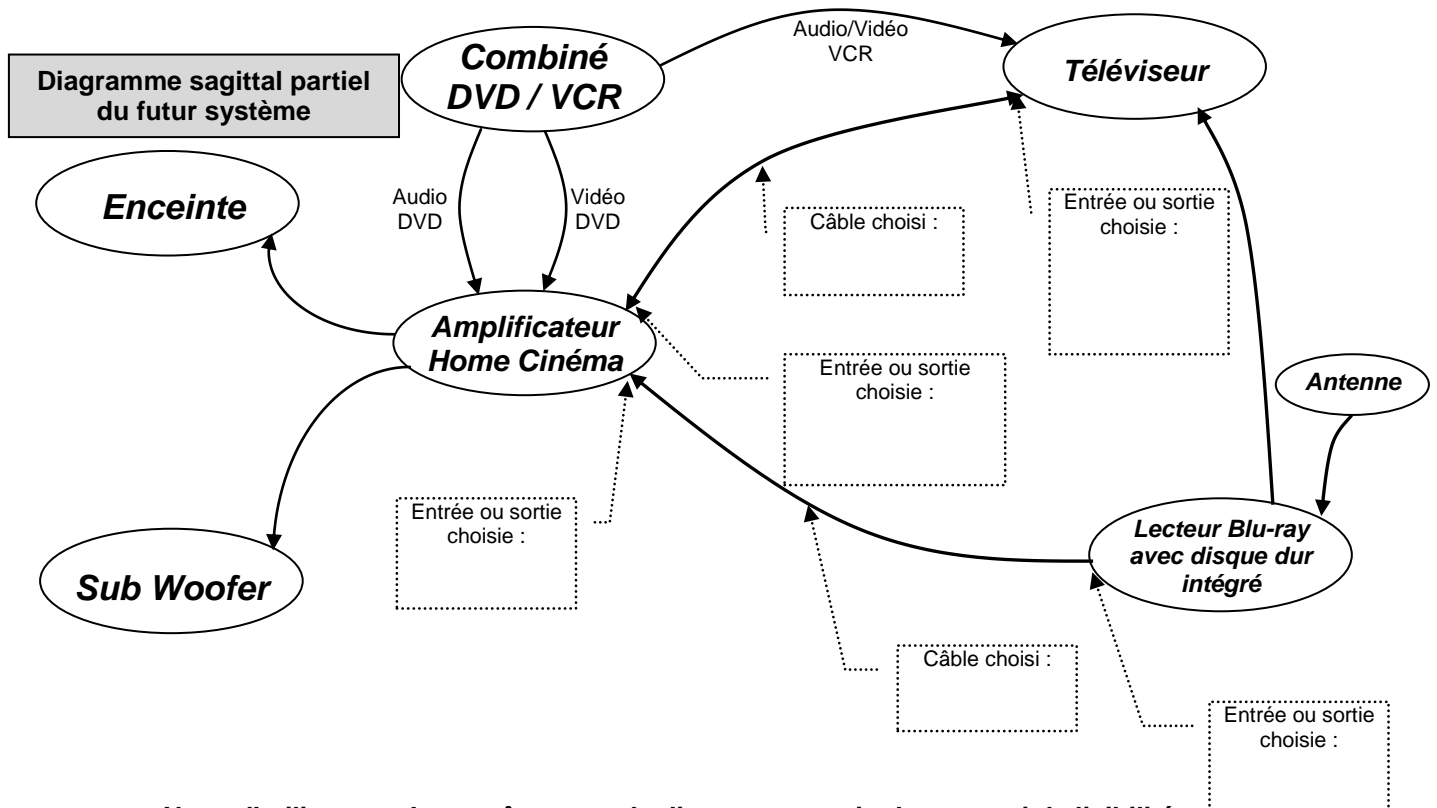 Combiné
DVD / VCR
Audio/Vidéo
VCR
Téléviseur
Diagramme sagittal partiel
du futur système
Enceinte
Audio
DVD
Vidéo
DVD
Câble choisi :
Entrée ou sortie
choisie :
Amplificateur
Home Cinéma
Entrée ou sortie
choisie :
Antenne
Entrée ou sortie
choisie :
Lecteur Blu-ray
avec disque dur
intégré
Sub Woofer
Câble choisi :
Entrée ou sortie
choisie :